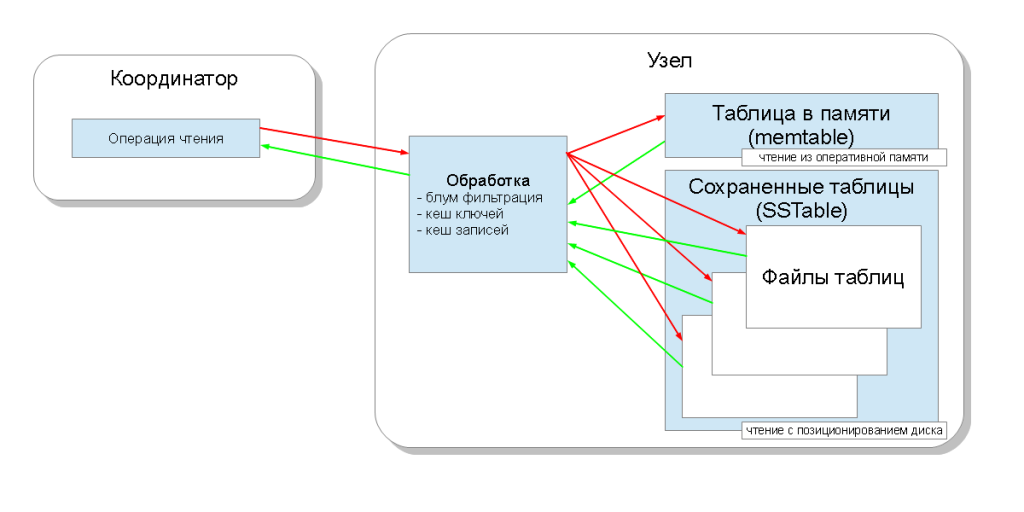 Координатор
Операция чтения
Узел
Обработка
- блум фильтрация
- кеш ключей
- кеш записей
Таблица в памяти
(memtable)
чтение из оперативной памяти
Сохраненные таблицы
(SSTable)
Файлы таблиц
чтение с позиционированием диска